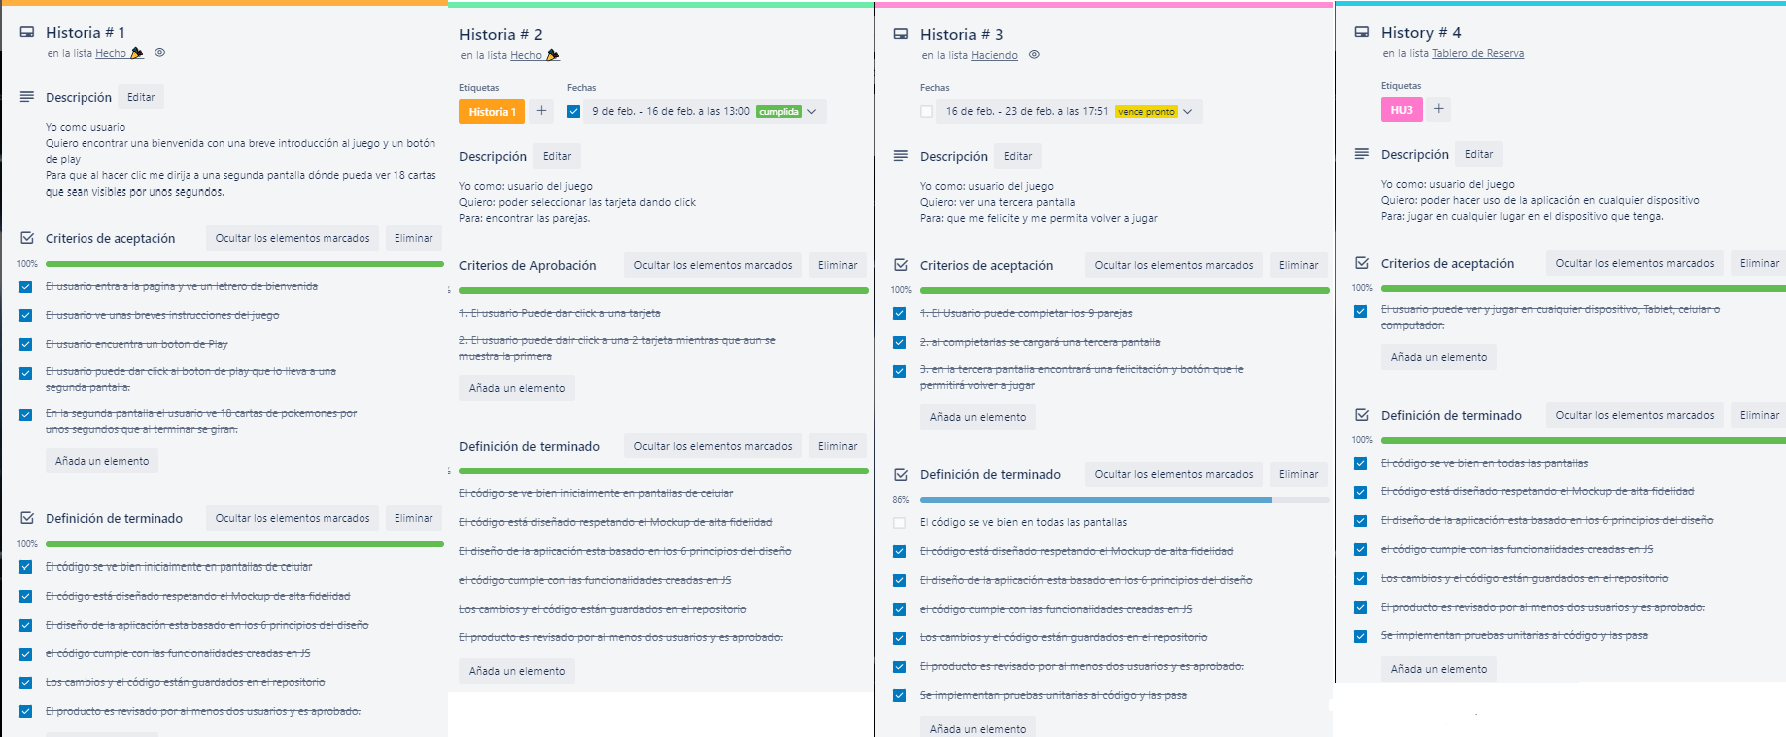 Historia # 1
en la lista Hecho
Descripción
Editar
Yo como usuario
Quiero encontrar una bienvenida con una breve introducción al juego y un botón
de play
Para que al hacer clic me dirija a una segunda pantalla dónde pueda ver 18 cartas
que sean visibles por unos segundos.
Criterios de aceptación
Ocultar los elementos marcados
Eliminar
100%
El usuario entra a la pagina y ve un letrero de bienvenida
El usuario ve unas breves instrucciones del juego
El usuario encuentra un boton de Play
El usuario puede dar click al boton de play que lo lleva a una
segunda pantalla.
En la segunda pantalla el usuario ve 18 cartas de pokemones por
unos segundos que al terminar se giran.
Añada un elemento
Definición de terminado
Ocultar los elementos marcados
Eliminar
100%
El código se ve bien inicialmente en pantallas de celular
El código está diseñado respetando el Mockup de alta fidelidad
El diseño de la aplicación esta basado en los 6 principios del diseño
el código cumple con las funcionalidades creadas en JS
Los cambios y el código están guardados en el repositorio
El producto es revisado por al menos dos usuarios y es aprobado.
Historia # 2
en la lista Hecho
Etiquetas
Fechas
Historia 1
+
9 de feb. - 16 de feb. a las 13:00
cumplida
Descripción
Editar
Yo como: usuario del juego
Quiero: poder seleccionar las tarjeta dando click
Para: encontrar las parejas.
Criterios de Aprobación
Ocultar los elementos marcados
Eliminar
1. El usuario Puede dar click a una tarjeta
2. El usuario puede dalr click a una 2 tarjeta mientras que aun se
muestra la primera
Añada un elemento
Definición de terminado
Ocultar los elementos marcados
Eliminar
El código se ve bien inicialmente en pantallas de celular
El código está diseñado respetando el Mockup de alta fidelidad
El diseño de la aplicación esta basado en los 6 principios del diseño
el código cumple con las funcionalidades creadas en JS
Los cambios y el código están guardados en el repositorio
El producto es revisado por al menos dos usuarios y es aprobado.
Añada un elemento
Historia # 3
en la lista Haciendo
Fechas
16 de feb. - 23 de feb. a las 17:51
vence pronto
Descripción
Editar
Yo como: usuario del juego
Quiero: ver una tercera pantalla
Para: que me felicite y me permita volver a jugar
Criterios de aceptación
Ocultar los elementos marcados
Eliminar
100%
1. El Usuario puede completar los 9 parejas
2. al completarlas se cargará una tercera pantalla
3. en la tercera pantalla encontrará una felicitación y botón que le
permitirá volver a jugar
Añada un elemento
Definición de terminado
Ocultar los elementos marcados
Eliminar
86%
El código se ve bien en todas las pantallas
El código está diseñado respetando el Mockup de alta fidelidad
El diseño de la aplicación esta basado en los 6 principios del diseño
el código cumple con las funcionalidades creadas en JS
Los cambios y el código están guardados en el repositorio
El producto es revisado por al menos dos usuarios y es aprobado.
Se implementan pruebas unitarias al código y las pasa
Añada un elemento
History # 4
en la lista Tablero de Reserva
Etiquetas
HU3
+
Descripción
Editar
Yo como: usuario del juego
Quiero: poder hacer uso de la aplicación en cualquier dispositivo
Para: jugar en cualquier lugar en el dispositivo que tenga.
Criterios de aceptación
Ocultar los elementos marcados
Eliminar
100%
El usuario puede ver y jugar en cualquier dispositivo, Tablet, celular o
computador.
Añada un elemento
Definición de terminado
Ocultar los elementos marcados
Eliminar
100%
El código se ve bien en todas las pantallas
El código está diseñado respetando el Mockup de alta fidelidad
El diseño de la aplicación esta basado en los 6 principios del diseño
el código cumple con las funcionalidades creadas en JS
Los cambios y el código están guardados en el repositorio
El producto es revisado por al menos dos usuarios y es aprobado.
Se implementan pruebas unitarias al código y las pasa
Añada un elemento